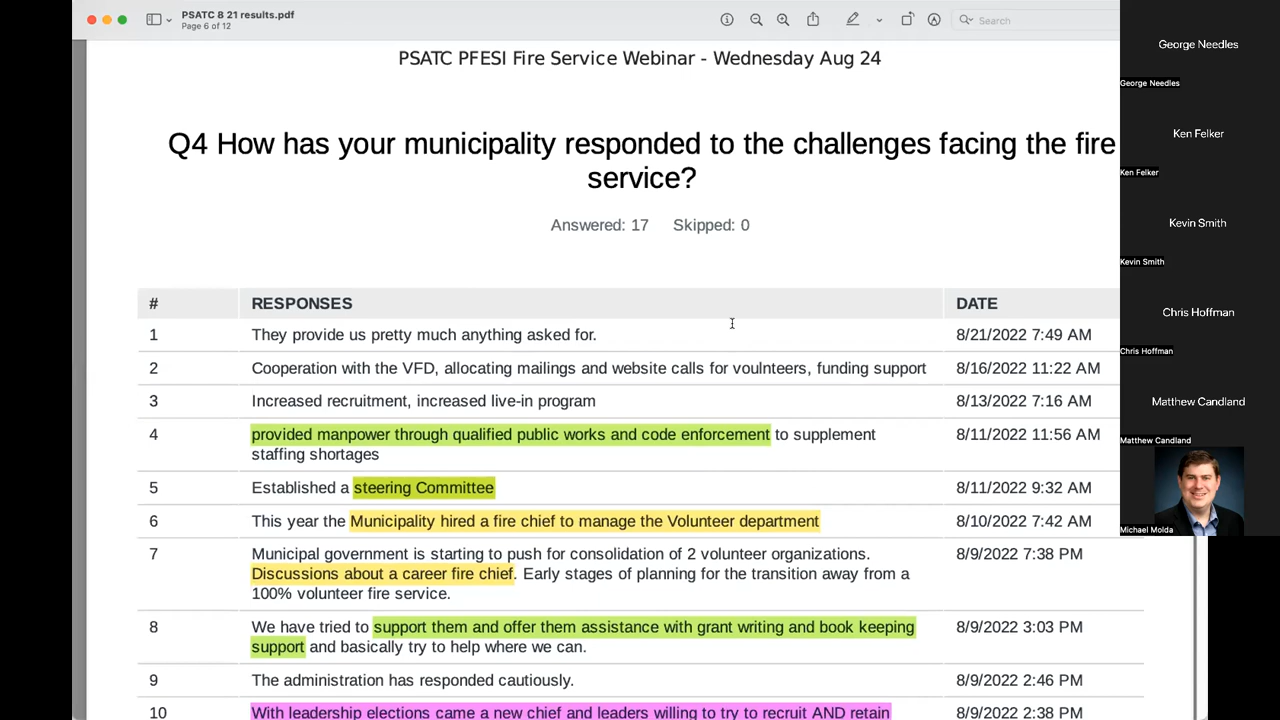 PSATC 8 21 results.pdf
Page 6 of 12
Search
PSATC PFESI Fire Service Webinar - Wednesday Aug 24
Q4 How has your municipality responded to the challenges facing the fire
service?
Answered: 17 Skipped: 0
# RESPONSES DATE
1 They provide us pretty much anything asked for. 8/21/2022 7:49 AM
2 Cooperation with the VFD, allocating mailings and website calls for voulnteers, funding support 8/16/2022 11:22 AM
3 Increased recruitment, increased live-in program 8/13/2022 7:16 AM
4 provided manpower through qualified public works and code enforcement to supplement 8/11/2022 11:56 AM
staffing shortages
5 Established a steering Committee 8/11/2022 9:32 AM
6 This year the Municipality hired a fire chief to manage the Volunteer department 8/10/2022 7:42 AM
7 Municipal government is starting to push for consolidation of 2 volunteer organizations. 8/9/2022 7:38 PM
Discussions about a career fire chief. Early stages of planning for the transition away from a
100% volunteer fire service.
8 We have tried to support them and offer them assistance with grant writing and book keeping 8/9/2022 3:03 PM
support and basically try to help where we can.
9 The administration has responded cautiously. 8/9/2022 2:46 PM
10 With leadership elections came a new chief and leaders willing to try to recruit AND retain 8/9/2022 2:38 PM
George Needles
George Needles
Ken Felker
Ken Felker
Kevin Smith
Kevin Smith
Chris Hoffman
Chris Hoffman
Matthew Candland
Matthew Candland
Michael Molda